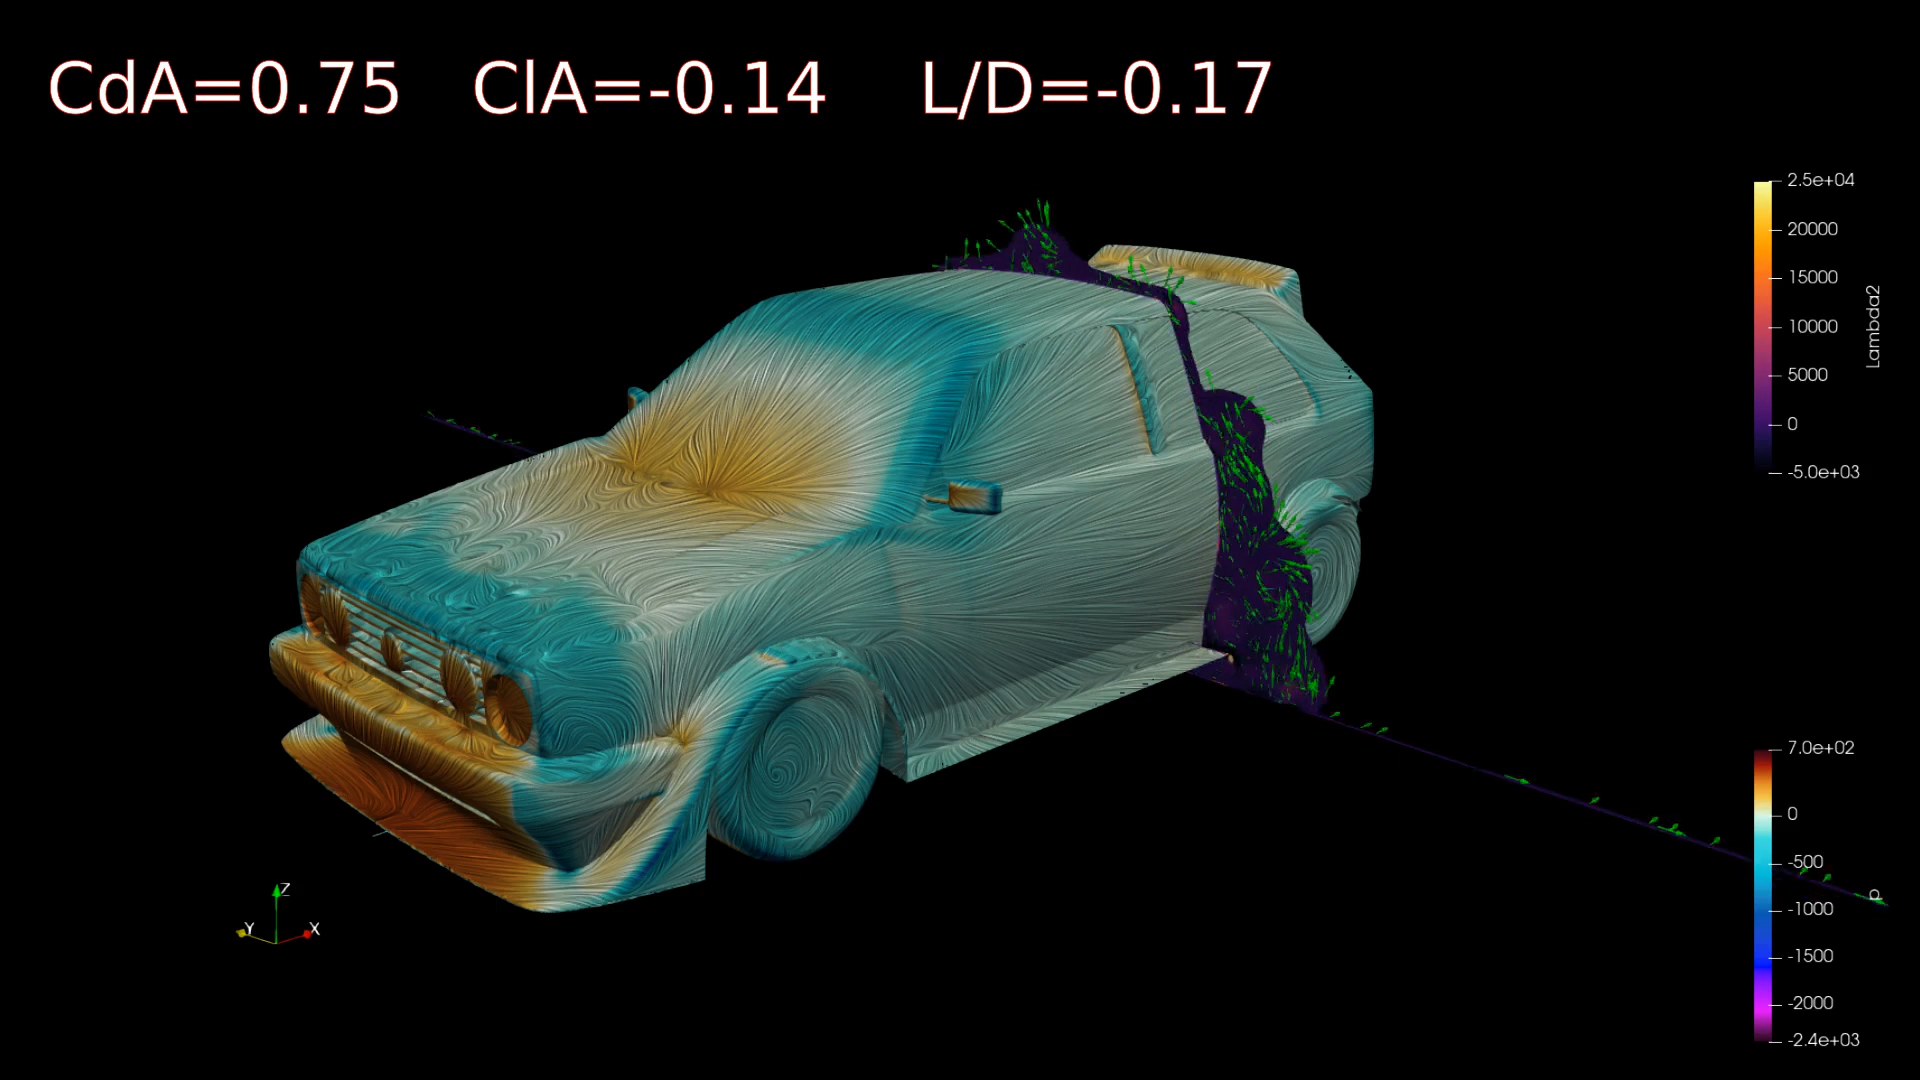 CdA=0.75 ClA=-0.14 L/D=-0.17
2.5e+04
20000
15000
10000
5000
0
-5.0e+03
Lambda2
7.0e+02
0
-500
-1000
-1500
-2000
-2.4e+03
p
Z
Y
X